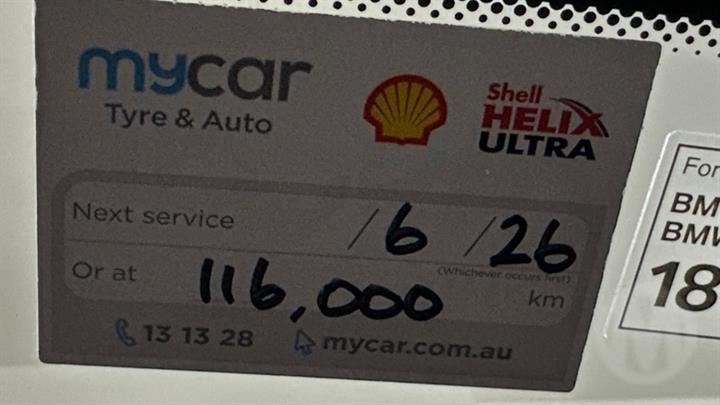 mycar
Tyre & Auto
Shell
HELIX
ULTRA
Next service /6 /26
(Whichever occurs first)
Or at 116,000 km
13 13 28 mycar.com.au
For
BM
BMW
18